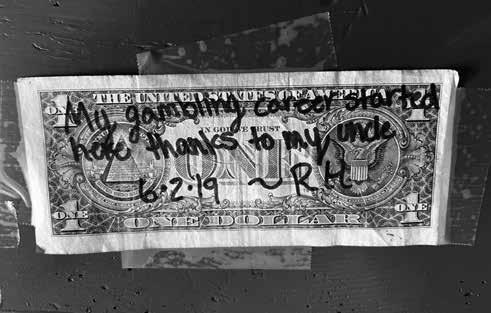 THE UNITED STATES OF AMERICA
My gambling career started
IN GOD WE TRUST
here thanks to my uncle
ONE
6·2·19 ~ R.H.
ONE
1
ONE
1
ONE DOLLAR